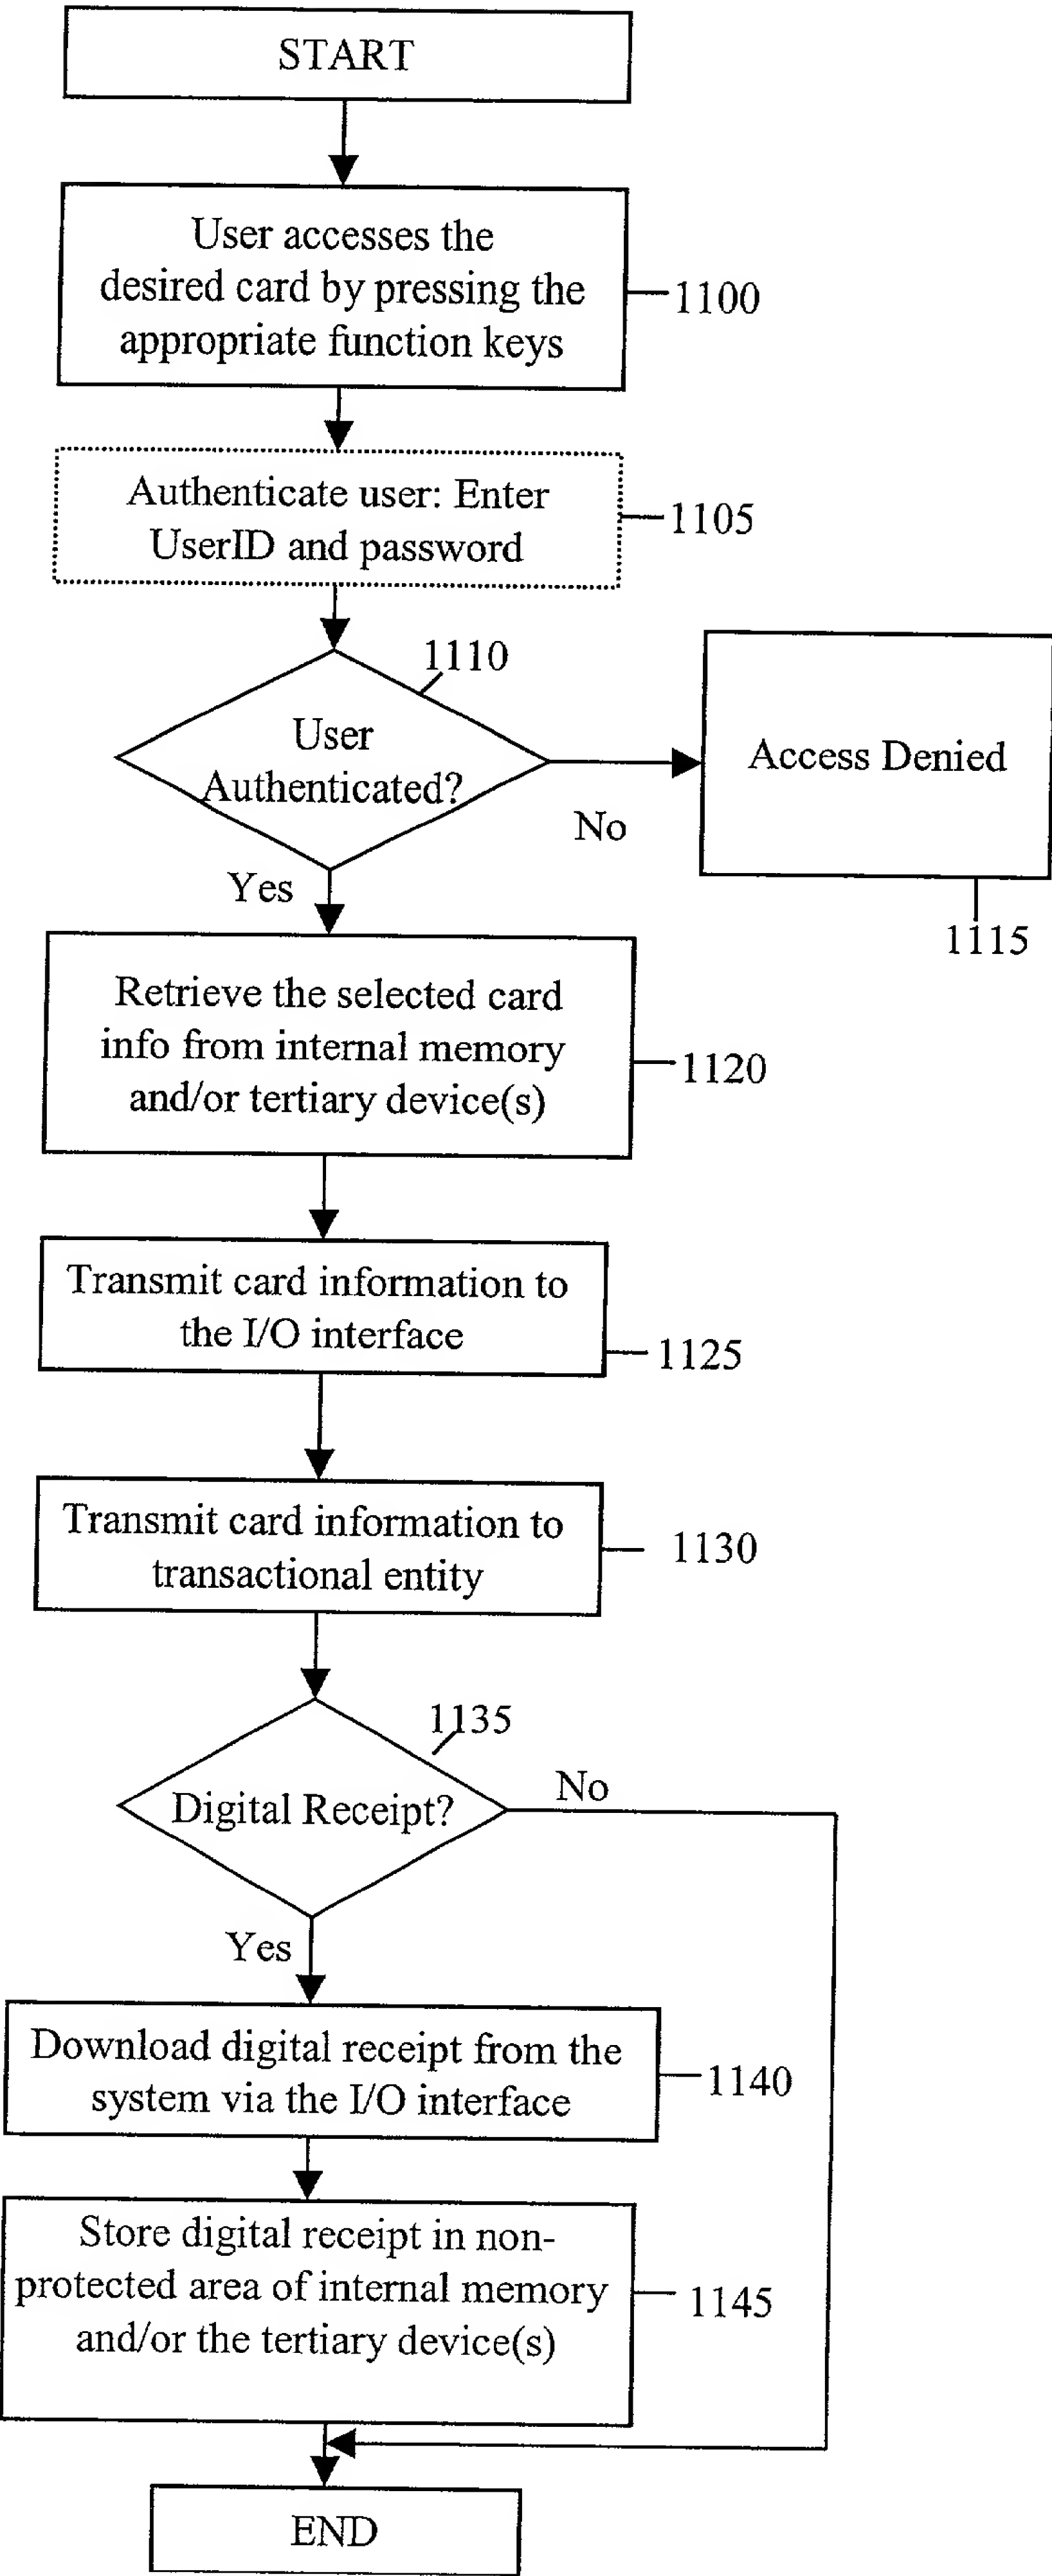 START
User accesses the
desired card by pressing the
appropriate function keys
1100
Authenticate user: Enter
UserID and password
1105
1110
User
Authenticated?
No
Access Denied
1115
Yes
Retrieve the selected card
info from internal memory
and/or tertiary device(s)
1120
Transmit card information to
the I/O interface
1125
Transmit card information to
transactional entity
1130
1135
Digital Receipt?
No
Yes
Download digital receipt from the
system via the I/O interface
1140
Store digital receipt in non-
protected area of internal memory
and/or the tertiary device(s)
1145
END